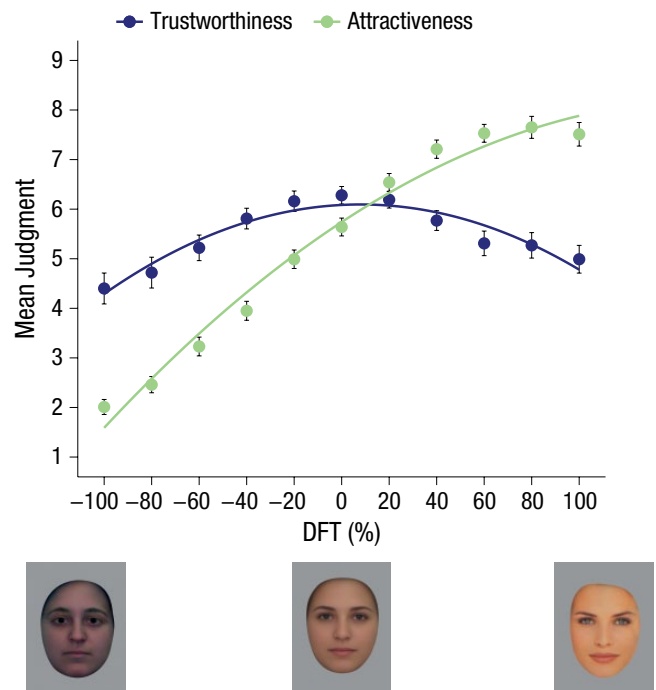 Trustworthiness Attractiveness
9
8
7
6
5
4
3
2
1
Mean Judgment
–100 –80 –60 –40 –20 0 20 40 60 80 100
DFT (%)